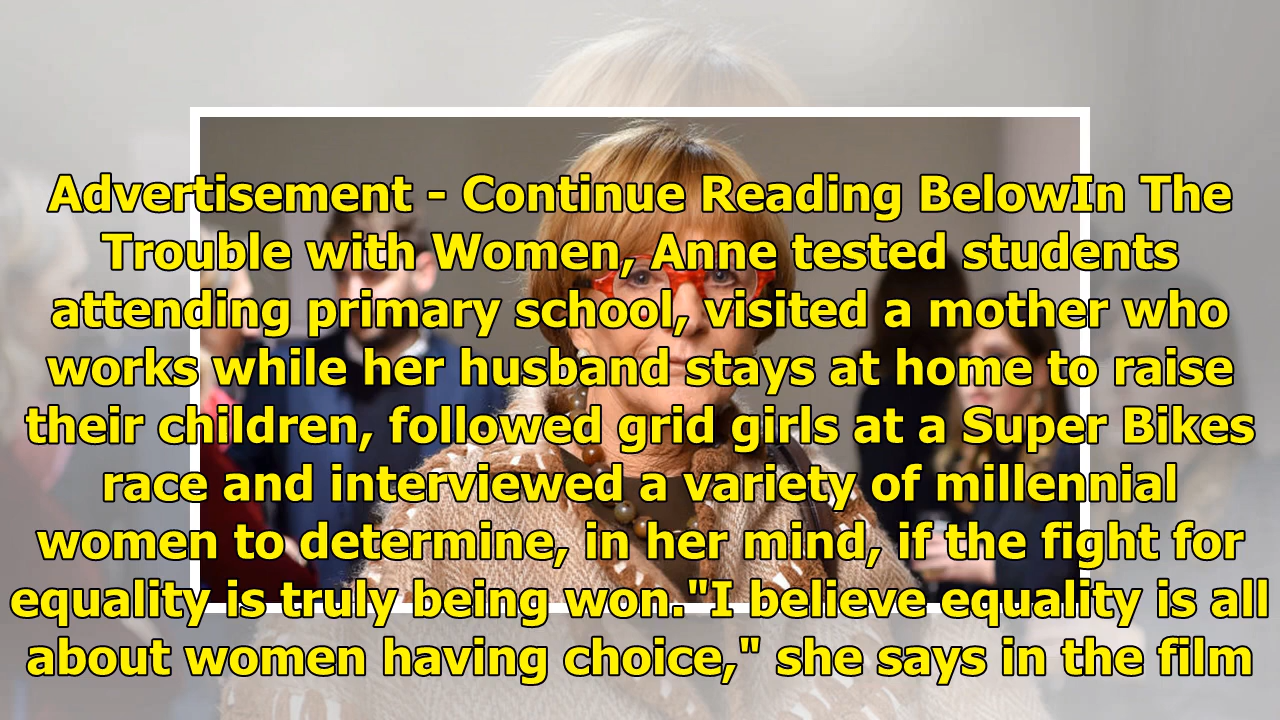 Advertisement - Continue Reading BelowIn The
Trouble with Women, Anne tested students
attending primary school, visited a mother who
works while her husband stays at home to raise
their children, followed grid girls at a Super Bikes
race and interviewed a variety of millennial
women to determine, in her mind, if the fight for
equality is truly being won."I believe equality is all
about women having choice," she says in the film